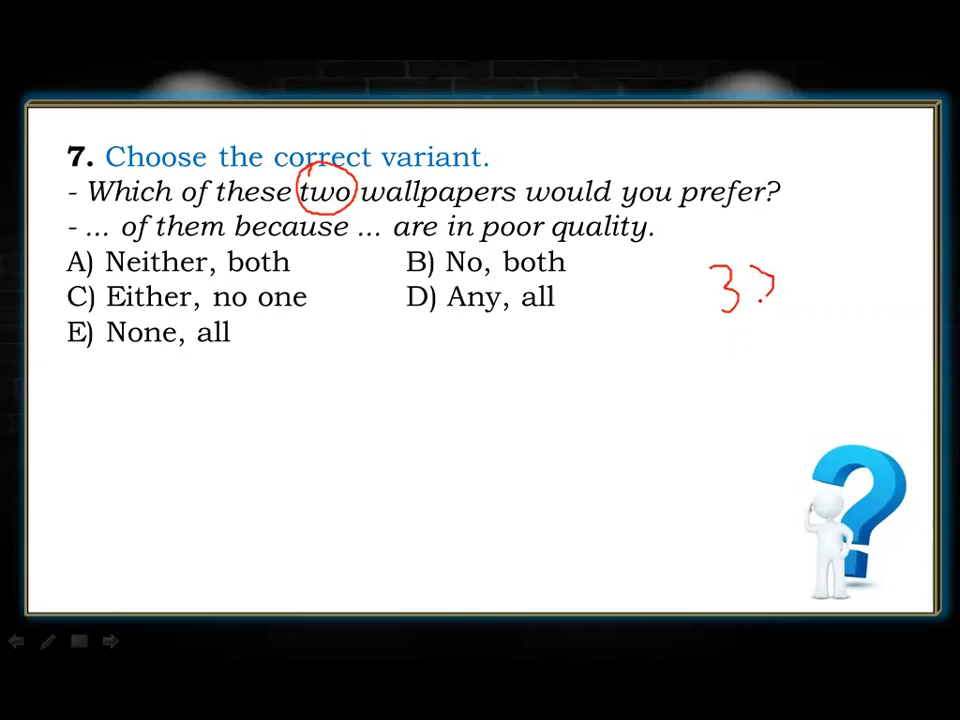 7. Choose the correct variant.
- Which of these two wallpapers would you prefer?
- ... of them because ... are in poor quality.
A) Neither, both B) No, both
C) Either, no one D) Any, all
E) None, all
3